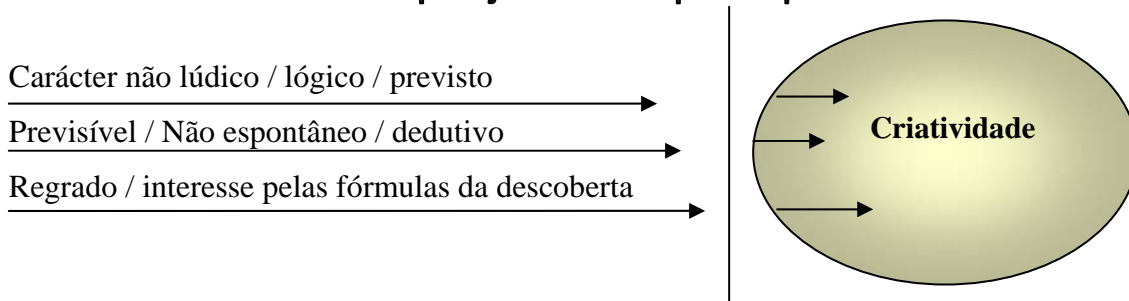 Carácter não lúdico / lógico / previsto
Previsível / Não espontâneo / dedutivo
Criatividade
Regrado / interesse pelas fórmulas da descoberta